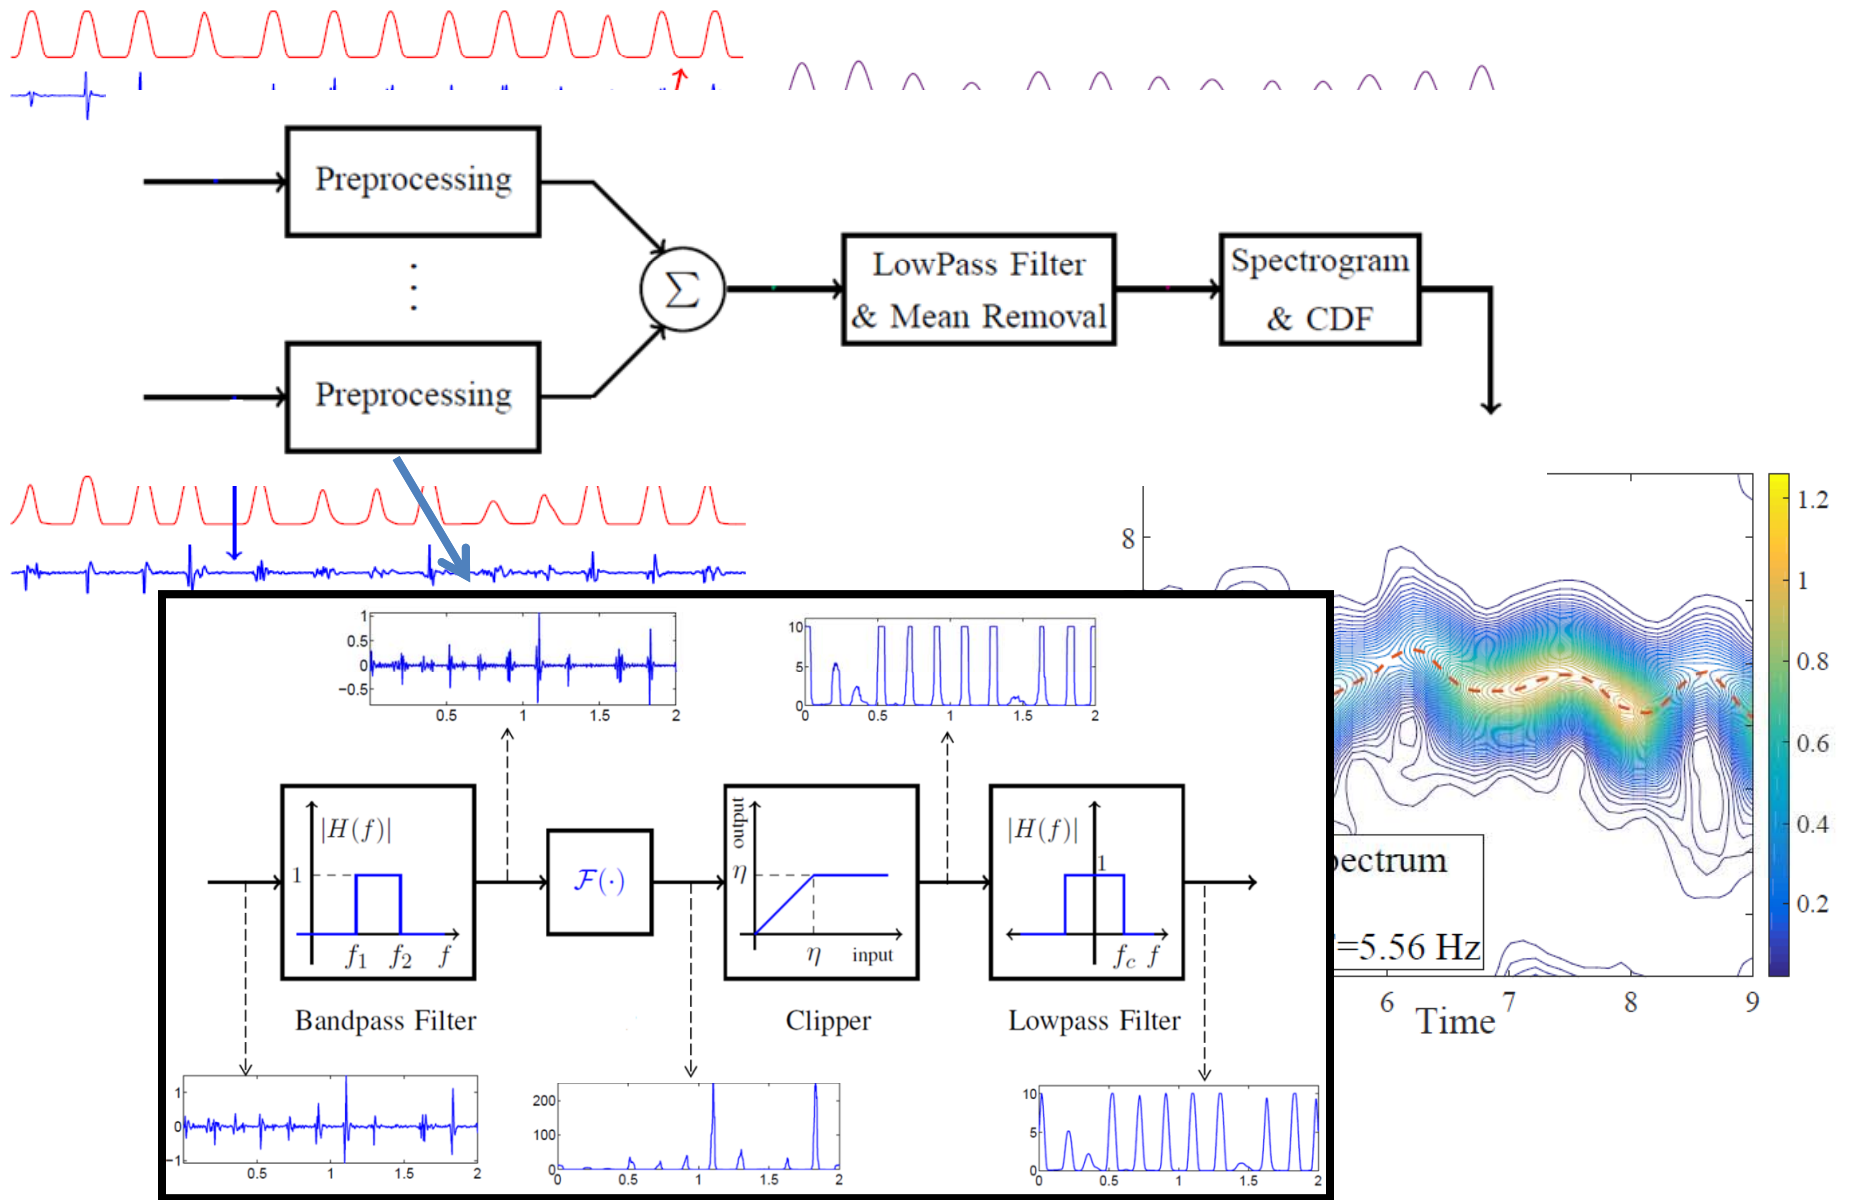 Preprocessing
⋮
Preprocessing
Σ
LowPass Filter
& Mean Removal
Spectrogram
& CDF
8
1.2
1
0.8
0.6
0.4
0.2
=5.56 Hz
6 7 8 9
Time
1
0.5
0
−0.5
0.5 1 1.5 2
10
5
0
0 0.5 1 1.5 2
|H(f)|
1
f₁ f₂ f
Bandpass Filter
F(·)
output
η
η input
Clipper
|H(f)|
1
f_c f
Lowpass Filter
1
0
−1
0.5 1 1.5 2
200
100
0
0 0.5 1 1.5 2
10
5
0
0 0.5 1 1.5 2